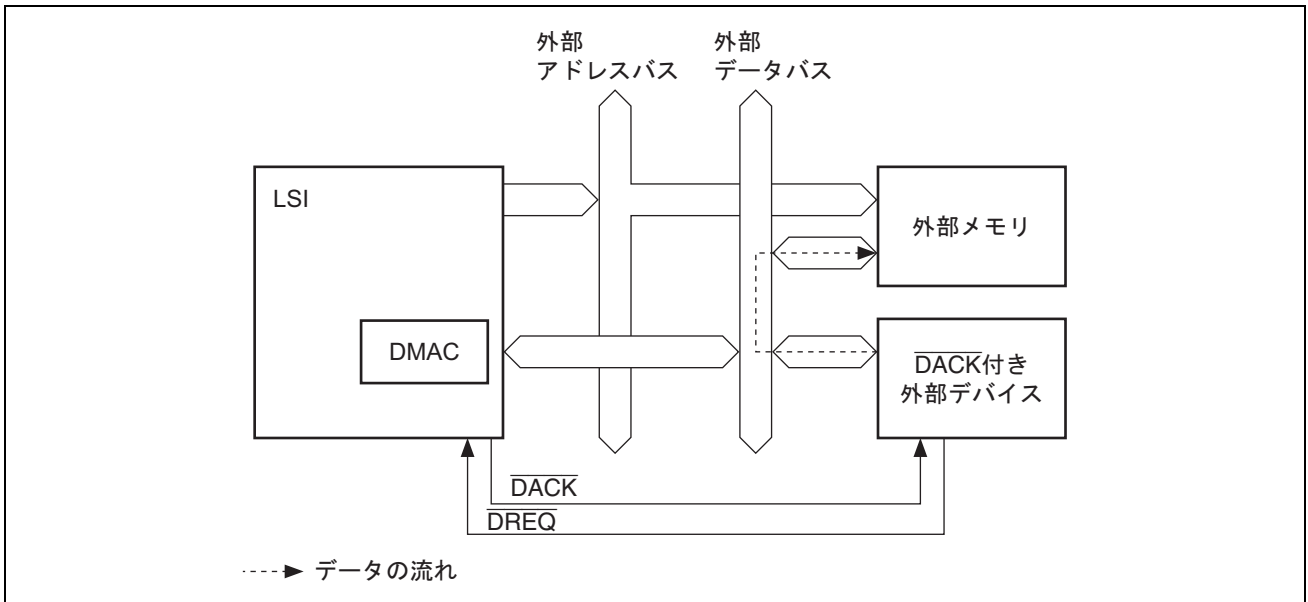 外部
アドレスバス
外部
データバス
LSI
外部メモリ
DMAC
DACK付き
外部デバイス
DACK
DREQ
データの流れ